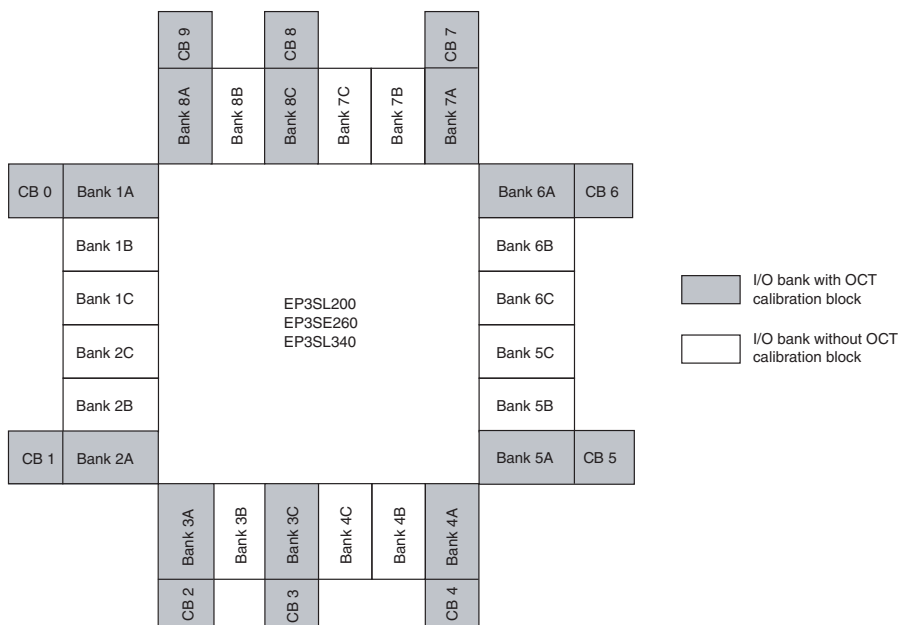 CB 9
CB 8
CB 7
Bank 8A
Bank 8B
Bank 8C
Bank 7C
Bank 7B
Bank 7A
CB 0
Bank 1A
Bank 6A
CB 6
Bank 1B
Bank 6B
Bank 1C
Bank 6C
Bank 2C
Bank 5C
Bank 2B
Bank 5B
CB 1
Bank 2A
Bank 5A
CB 5
EP3SL200
EP3SE260
EP3SL340
I/O bank with OCT
calibration block
I/O bank without OCT
calibration block
Bank 3A
Bank 3B
Bank 3C
Bank 4C
Bank 4B
Bank 4A
CB 2
CB 3
CB 4